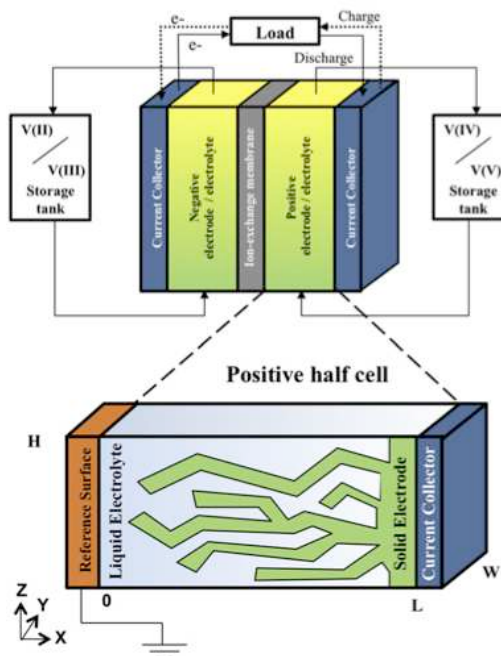 e-
Charge
Load
e-
Discharge
V(II)
V(III)
Storage
tank
Current Collector
Negative
electrode / electrolyte
Ion-exchange membrane
Positive
electrode / electrolyte
Current Collector
V(IV)
V(V)
Storage
tank
Positive half cell
H
Reference Surface
Liquid Electrolyte
Solid Electrode
Current Collector
W
0
L
Z
Y
X